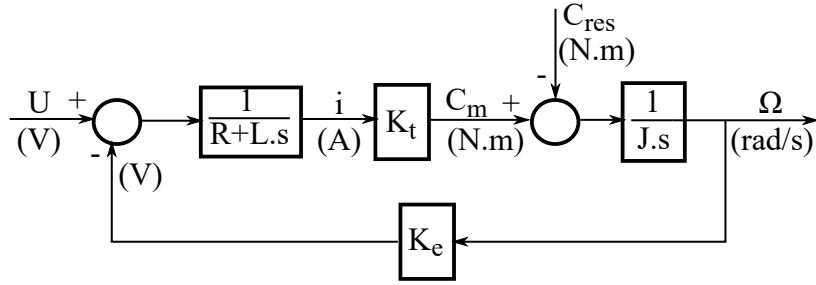 C_res
(N.m)
U + 1 i C_m + - 1 Ω
(V) R+L.s (A) K_t (N.m) J.s (rad/s)
- (V)
K_e